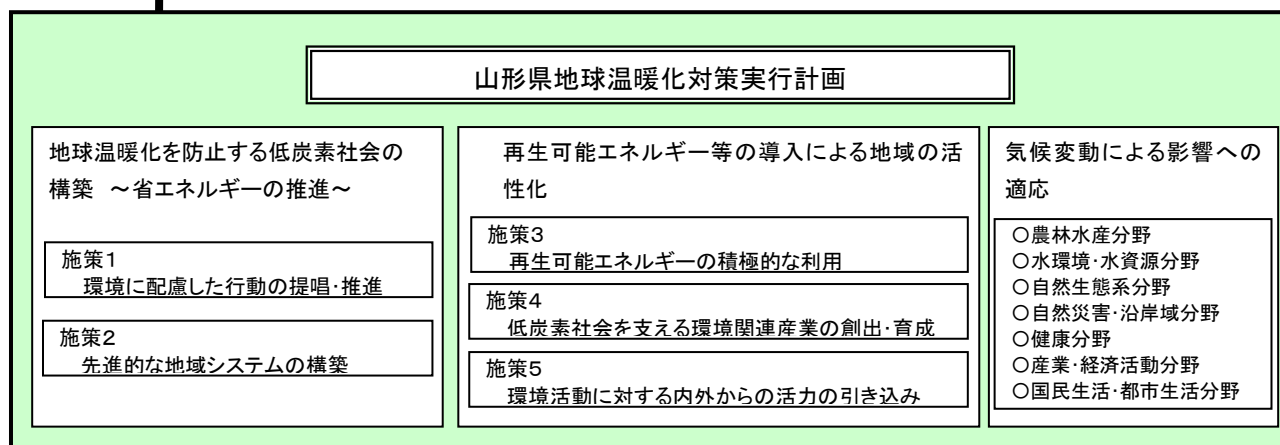 山形県地球温暖化対策実行計画
地球温暖化を防止する低炭素社会の
構築 ～省エネルギーの推進～
施策1
環境に配慮した行動の提唱・推進
施策2
先進的な地域システムの構築
再生可能エネルギー等の導入による地域の活
性化
施策3
再生可能エネルギーの積極的な利用
施策4
低炭素社会を支える環境関連産業の創出・育成
施策5
環境活動に対する内外からの活力の引き込み
気候変動による影響への
適応
○農林水産分野
○水環境・水資源分野
○自然生態系分野
○自然災害・沿岸域分野
○健康分野
○産業・経済活動分野
○国民生活・都市生活分野